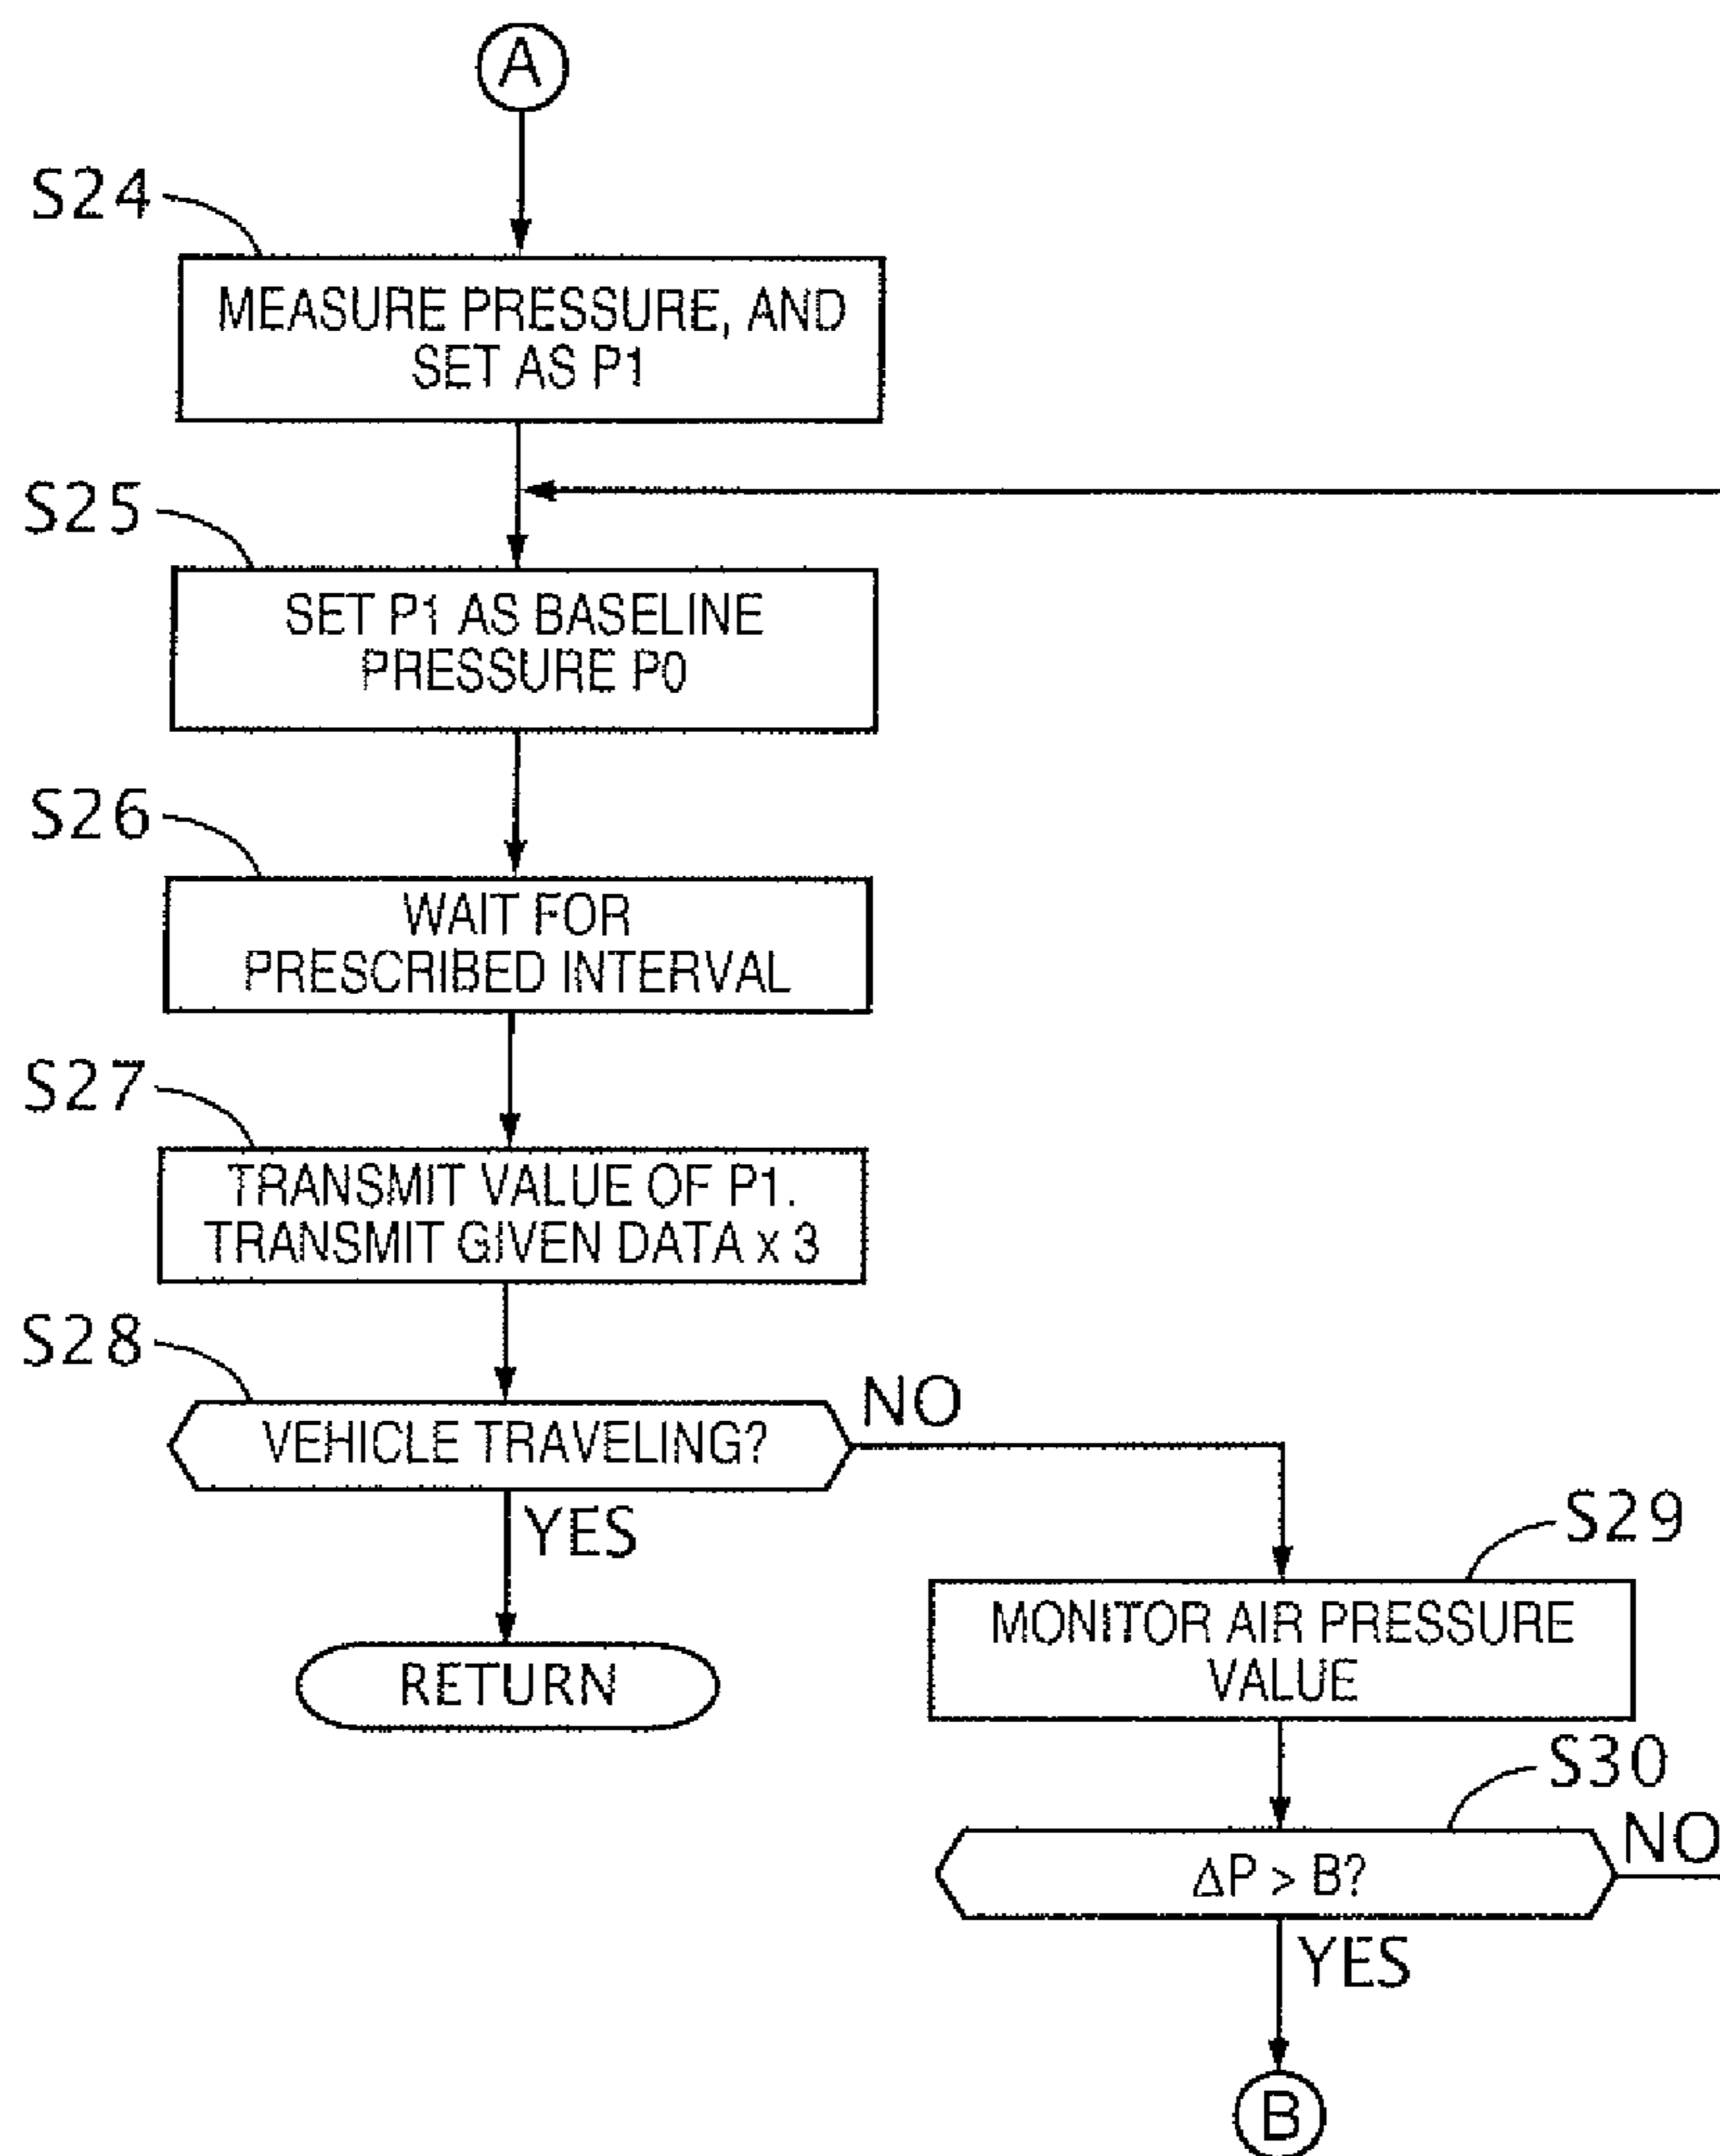 A
S24
MEASURE PRESSURE, AND
SET AS P1
S25
SET P1 AS BASELINE
PRESSURE P0
S26
WAIT FOR
PRESCRIBED INTERVAL
S27
TRANSMIT VALUE OF P1.
TRANSMIT GIVEN DATA x 3
S28
VEHICLE TRAVELING?
NO
YES
RETURN
S29
MONITOR AIR PRESSURE
VALUE
S30
ΔP > B?
NO
YES
B